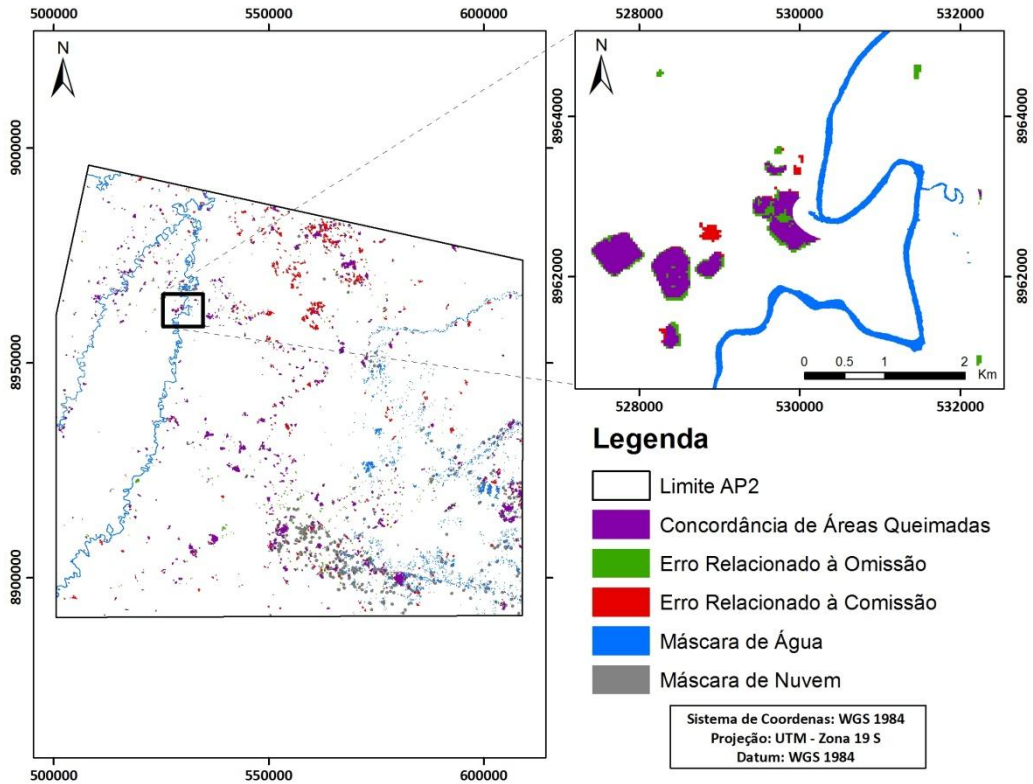 500000 550000 600000
N
9000000
8950000
8900000
500000 550000 600000
528000 530000 532000
N
8964000
8962000
8964000
8962000
0 0.5 1 2
Km
528000 530000 532000
Legenda
Limite AP2
Concordância de Áreas Queimadas
Erro Relacionado à Omissão
Erro Relacionado à Comissão
Máscara de Água
Máscara de Nuvem
Sistema de Coordenas: WGS 1984
Projeção: UTM - Zona 19 S
Datum: WGS 1984